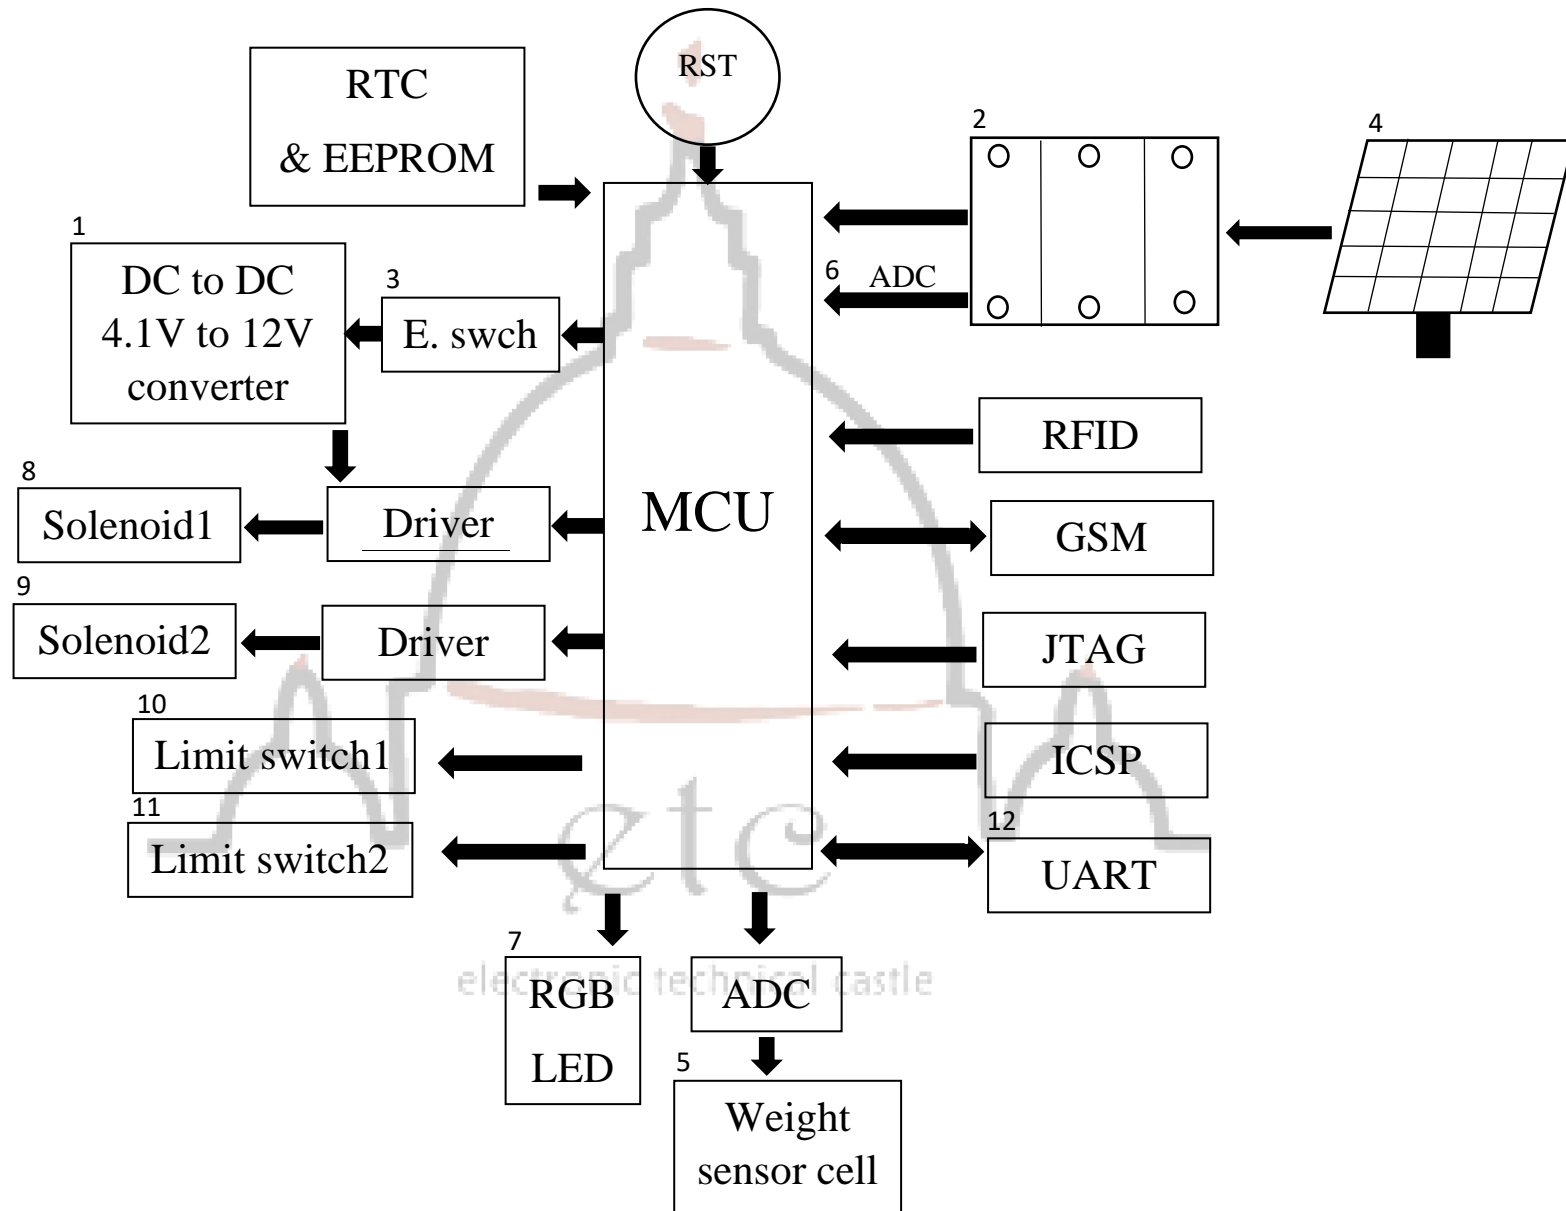 RST
RTC
& EEPROM
2
4
1
DC to DC
4.1V to 12V
converter
3
E. swch
6
ADC
RFID
8
Solenoid1
Driver
MCU
GSM
9
Solenoid2
Driver
JTAG
10
Limit switch1
ICSP
11
Limit switch2
12
UART
etc
electronic technical castle
7
RGB
LED
ADC
5
Weight
sensor cell